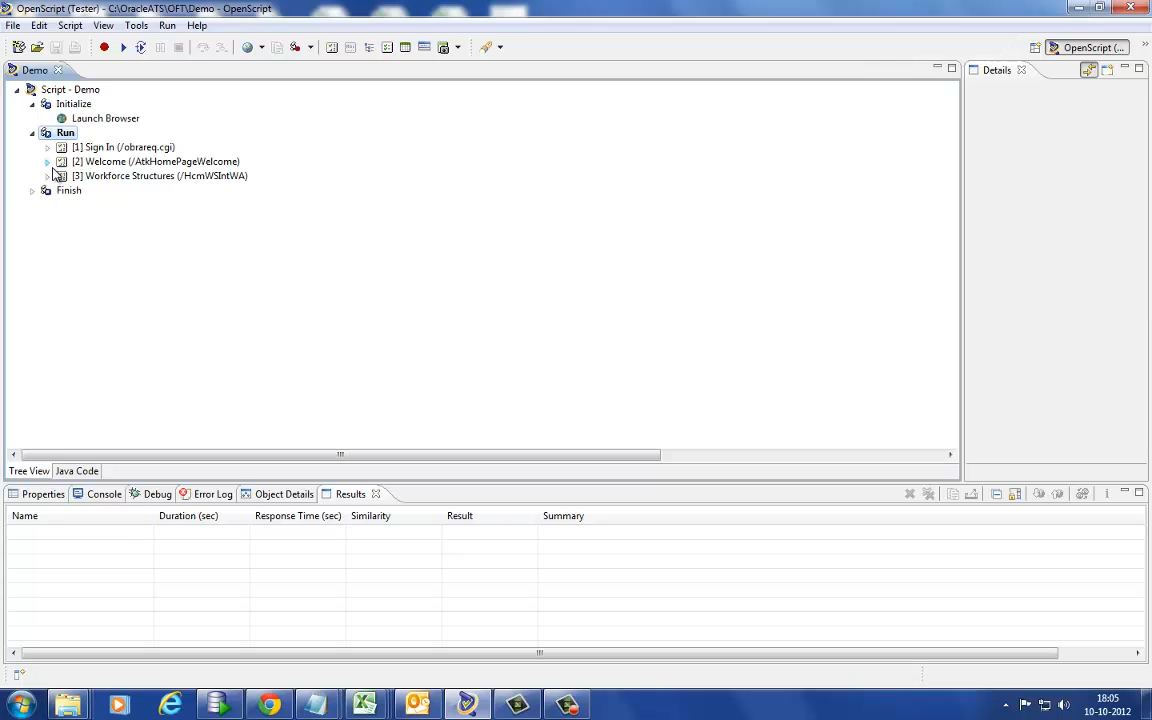 OpenScript (Tester) - C:\OracleATS\OFT\Demo - OpenScript
File Edit Script View Tools Run Help
OpenScript (...
Demo
Details
Script - Demo
Initialize
Launch Browser
Run
[1] Sign In (/obrareq.cgi)
[2] Welcome (/AtkHomePageWelcome)
[3] Workforce Structures (/HcmWSIntWA)
Finish
Tree View Java Code
Properties Console Debug Error Log Object Details Results
Name Duration (sec) Response Time (sec) Similarity Result Summary
18:05
10-10-2012